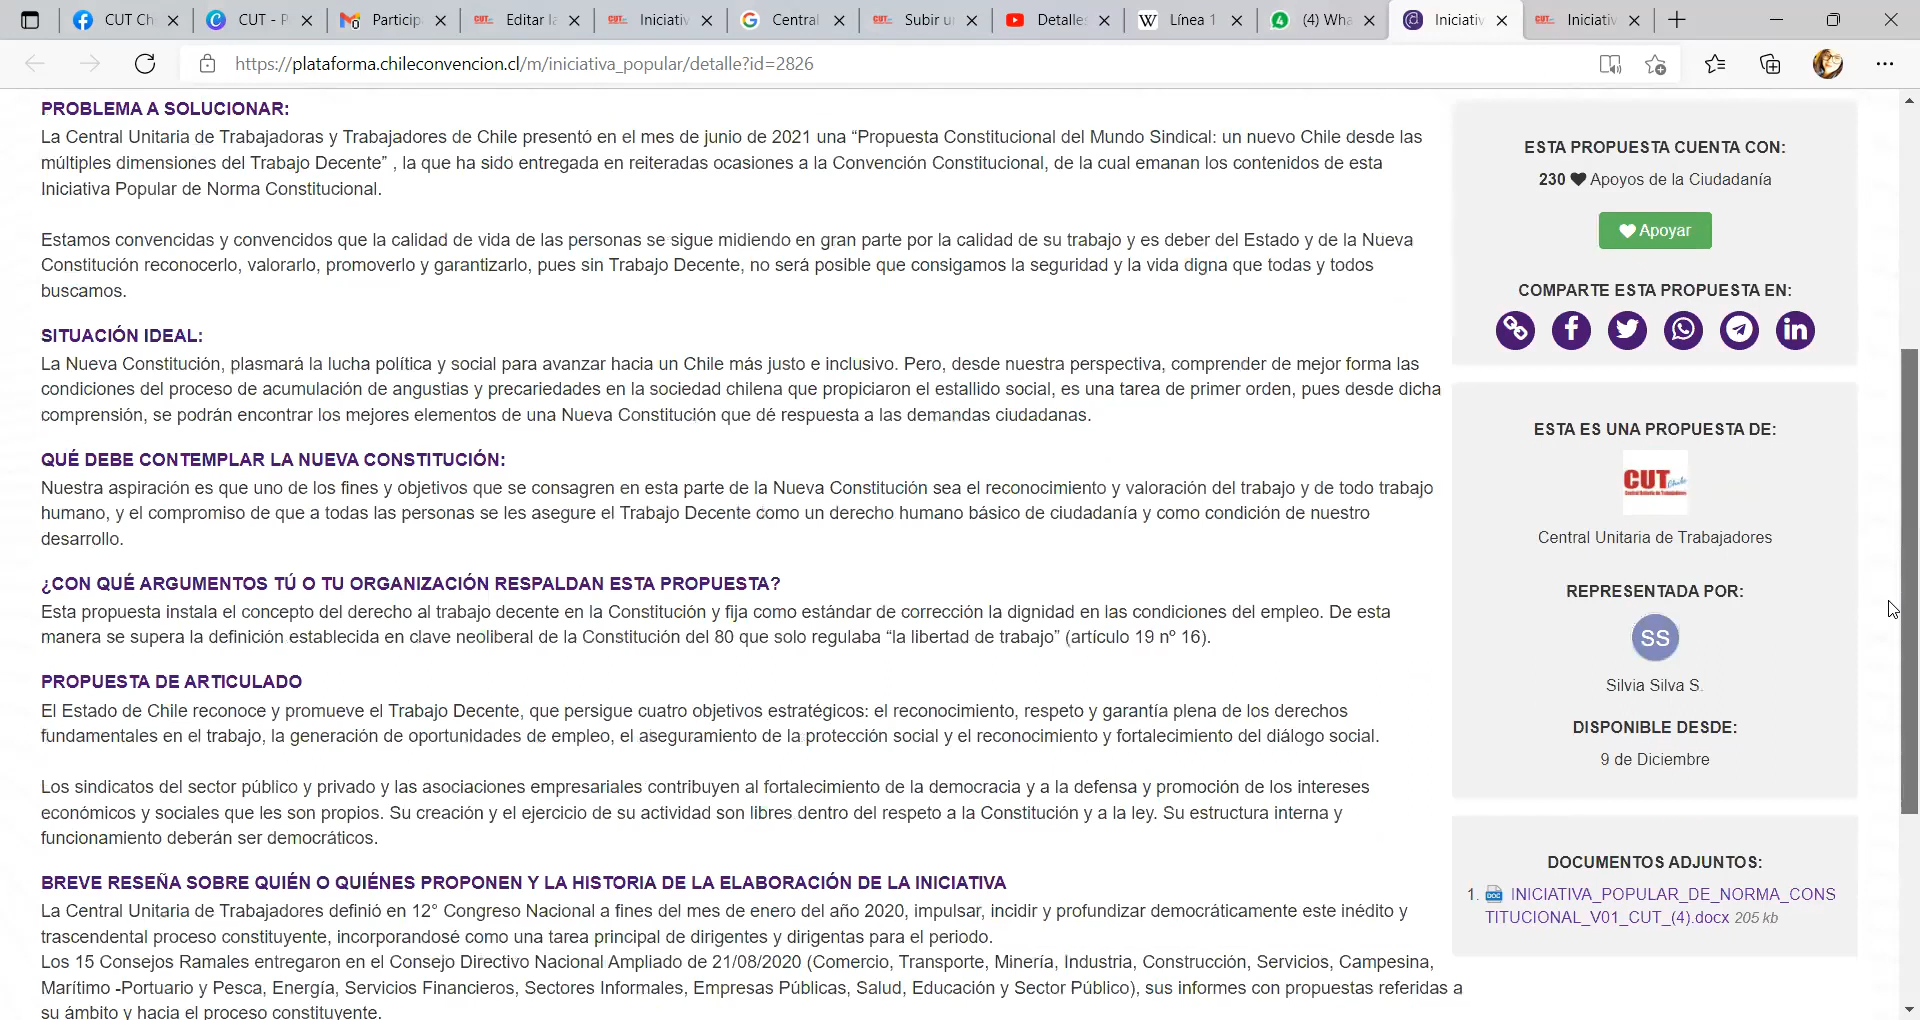 CUT Ch
CUT - P
Particip
Editar la
Iniciativ
Central
Subir u
Detalles
Línea 1
(4) Wha
Iniciativ
Iniciativ
https://plataforma.chileconvencion.cl/m/iniciativa_popular/detalle?id=2826
PROBLEMA A SOLUCIONAR:
La Central Unitaria de Trabajadoras y Trabajadores de Chile presentó en el mes de junio de 2021 una “Propuesta Constitucional del Mundo Sindical: un nuevo Chile desde las
múltiples dimensiones del Trabajo Decente” , la que ha sido entregada en reiteradas ocasiones a la Convención Constitucional, de la cual emanan los contenidos de esta
Iniciativa Popular de Norma Constitucional.
Estamos convencidas y convencidos que la calidad de vida de las personas se sigue midiendo en gran parte por la calidad de su trabajo y es deber del Estado y de la Nueva
Constitución reconocerlo, valorarlo, promoverlo y garantizarlo, pues sin Trabajo Decente, no será posible que consigamos la seguridad y la vida digna que todas y todos
buscamos.
SITUACIÓN IDEAL:
La Nueva Constitución, plasmará la lucha política y social para avanzar hacia un Chile más justo e inclusivo. Pero, desde nuestra perspectiva, comprender de mejor forma las
condiciones del proceso de acumulación de angustias y precariedades en la sociedad chilena que propiciaron el estallido social, es una tarea de primer orden, pues desde dicha
comprensión, se podrán encontrar los mejores elementos de una Nueva Constitución que dé respuesta a las demandas ciudadanas.
QUÉ DEBE CONTEMPLAR LA NUEVA CONSTITUCIÓN:
Nuestra aspiración es que uno de los fines y objetivos que se consagren en esta parte de la Nueva Constitución sea el reconocimiento y valoración del trabajo y de todo trabajo
humano, y el compromiso de que a todas las personas se les asegure el Trabajo Decente como un derecho humano básico de ciudadanía y como condición de nuestro
desarrollo.
¿CON QUÉ ARGUMENTOS TÚ O TU ORGANIZACIÓN RESPALDAN ESTA PROPUESTA?
Esta propuesta instala el concepto del derecho al trabajo decente en la Constitución y fija como estándar de corrección la dignidad en las condiciones del empleo. De esta
manera se supera la definición establecida en clave neoliberal de la Constitución del 80 que solo regulaba “la libertad de trabajo” (artículo 19 nº 16).
PROPUESTA DE ARTICULADO
El Estado de Chile reconoce y promueve el Trabajo Decente, que persigue cuatro objetivos estratégicos: el reconocimiento, respeto y garantía plena de los derechos
fundamentales en el trabajo, la generación de oportunidades de empleo, el aseguramiento de la protección social y el reconocimiento y fortalecimiento del diálogo social.
Los sindicatos del sector público y privado y las asociaciones empresariales contribuyen al fortalecimiento de la democracia y a la defensa y promoción de los intereses
económicos y sociales que les son propios. Su creación y el ejercicio de su actividad son libres dentro del respeto a la Constitución y a la ley. Su estructura interna y
funcionamiento deberán ser democráticos.
BREVE RESEÑA SOBRE QUIÉN O QUIÉNES PROPONEN Y LA HISTORIA DE LA ELABORACIÓN DE LA INICIATIVA
La Central Unitaria de Trabajadores definió en 12° Congreso Nacional a fines del mes de enero del año 2020, impulsar, incidir y profundizar democráticamente este inédito y
trascendental proceso constituyente, incorporandosé como una tarea principal de dirigentes y dirigentas para el periodo.
Los 15 Consejos Ramales entregaron en el Consejo Directivo Nacional Ampliado de 21/08/2020 (Comercio, Transporte, Minería, Industria, Construcción, Servicios, Campesina,
Marítimo -Portuario y Pesca, Energía, Servicios Financieros, Sectores Informales, Empresas Públicas, Salud, Educación y Sector Público), sus informes con propuestas referidas a
su ámbito y hacia el proceso constituyente.
ESTA PROPUESTA CUENTA CON:
230 ♥ Apoyos de la Ciudadanía
♥ Apoyar
COMPARTE ESTA PROPUESTA EN:
ESTA ES UNA PROPUESTA DE:
CUT Chile
Central Unitaria de Trabajadores
Central Unitaria de Trabajadores
REPRESENTADA POR:
SS
Silvia Silva S.
DISPONIBLE DESDE:
9 de Diciembre
DOCUMENTOS ADJUNTOS:
1. INICIATIVA_POPULAR_DE_NORMA_CONS
TITUCIONAL_V01_CUT_(4).docx 205 kb